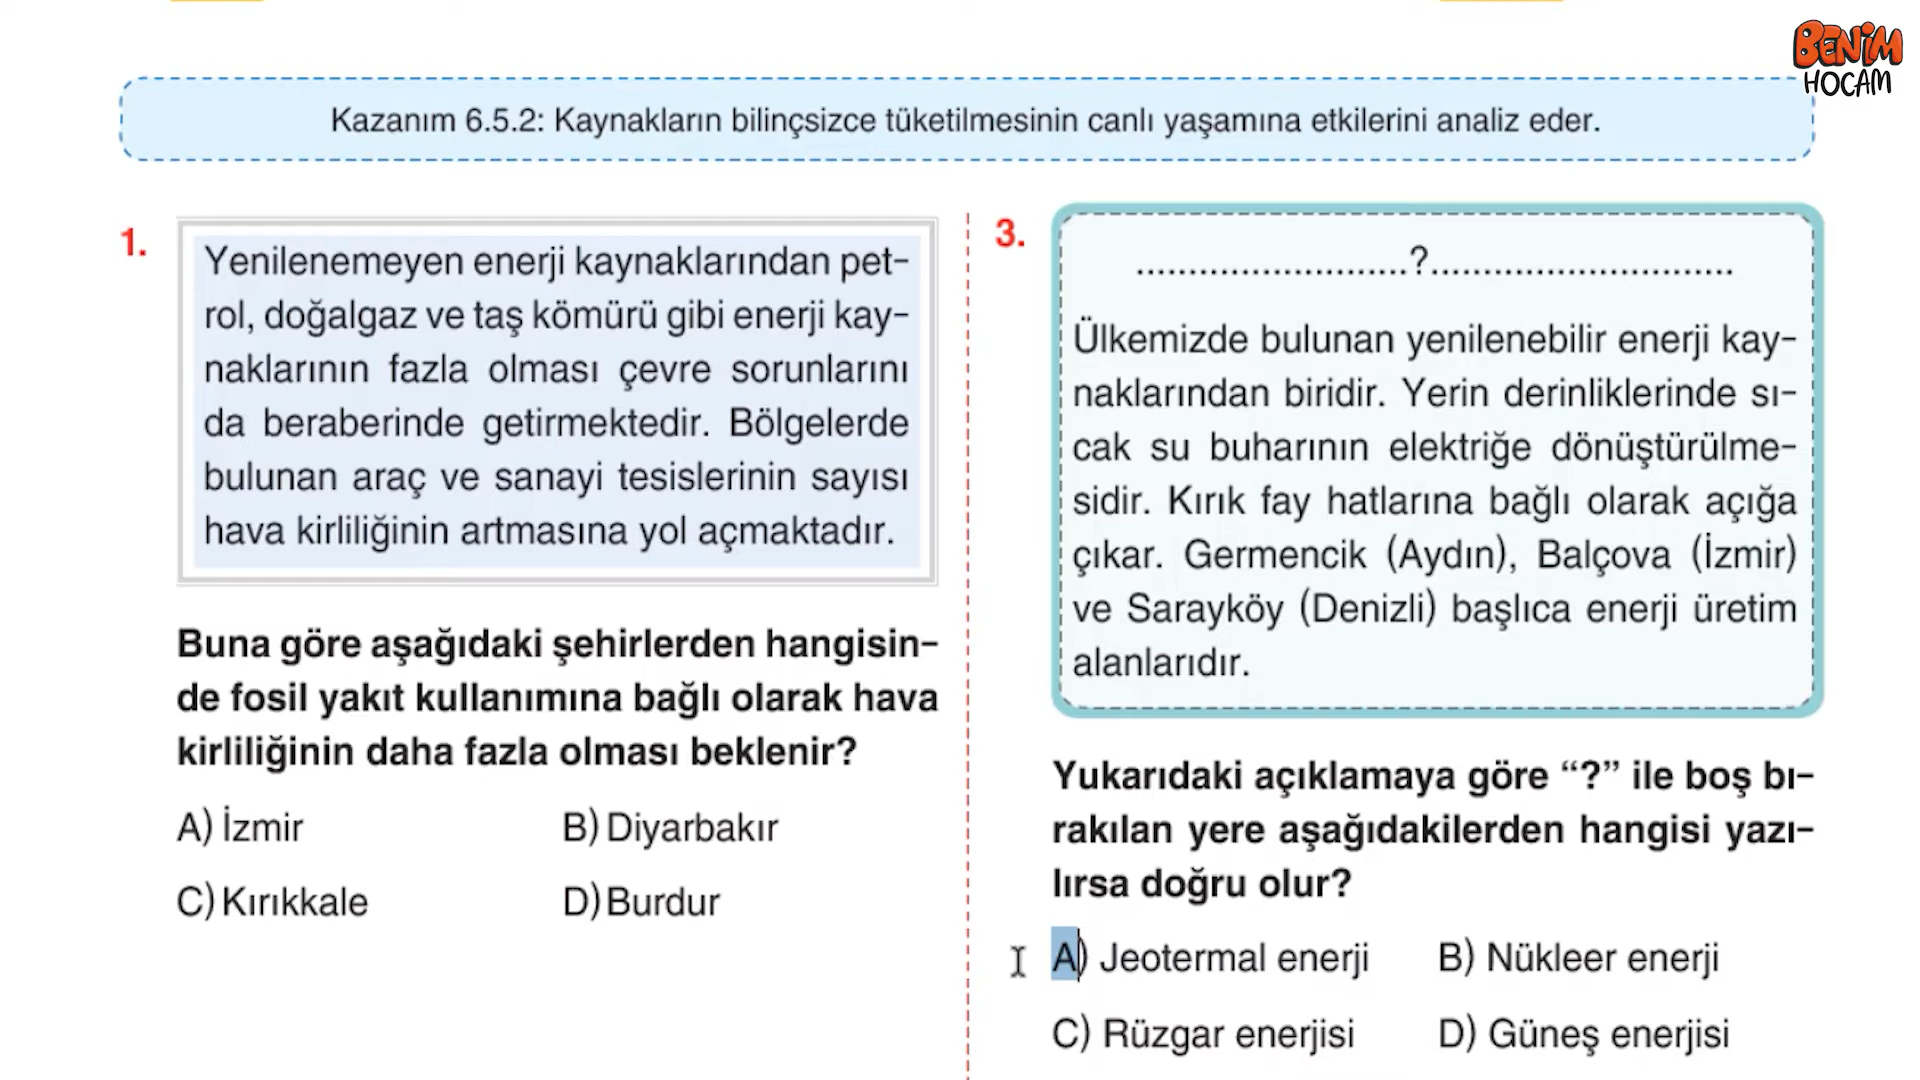 BENİM
HOCAM
Kazanım 6.5.2: Kaynakların bilinçsizce tüketilmesinin canlı yaşamına etkilerini analiz eder.
1.
Yenilenemeyen enerji kaynaklarından pet-
rol, doğalgaz ve taş kömürü gibi enerji kay-
naklarının fazla olması çevre sorunlarını
da beraberinde getirmektedir. Bölgelerde
bulunan araç ve sanayi tesislerinin sayısı
hava kirliliğinin artmasına yol açmaktadır.
Buna göre aşağıdaki şehirlerden hangisin-
de fosil yakıt kullanımına bağlı olarak hava
kirliliğinin daha fazla olması beklenir?
A) İzmir
B) Diyarbakır
C) Kırıkkale
D) Burdur
3.
..........................?.............................
Ülkemizde bulunan yenilenebilir enerji kay-
naklarından biridir. Yerin derinliklerinde sı-
cak su buharının elektriğe dönüştürülme-
sidir. Kırık fay hatlarına bağlı olarak açığa
çıkar. Germencik (Aydın), Balçova (İzmir)
ve Sarayköy (Denizli) başlıca enerji üretim
alanlarıdır.
Yukarıdaki açıklamaya göre “?” ile boş bı-
rakılan yere aşağıdakilerden hangisi yazı-
lırsa doğru olur?
A) Jeotermal enerji
B) Nükleer enerji
C) Rüzgar enerjisi
D) Güneş enerjisi